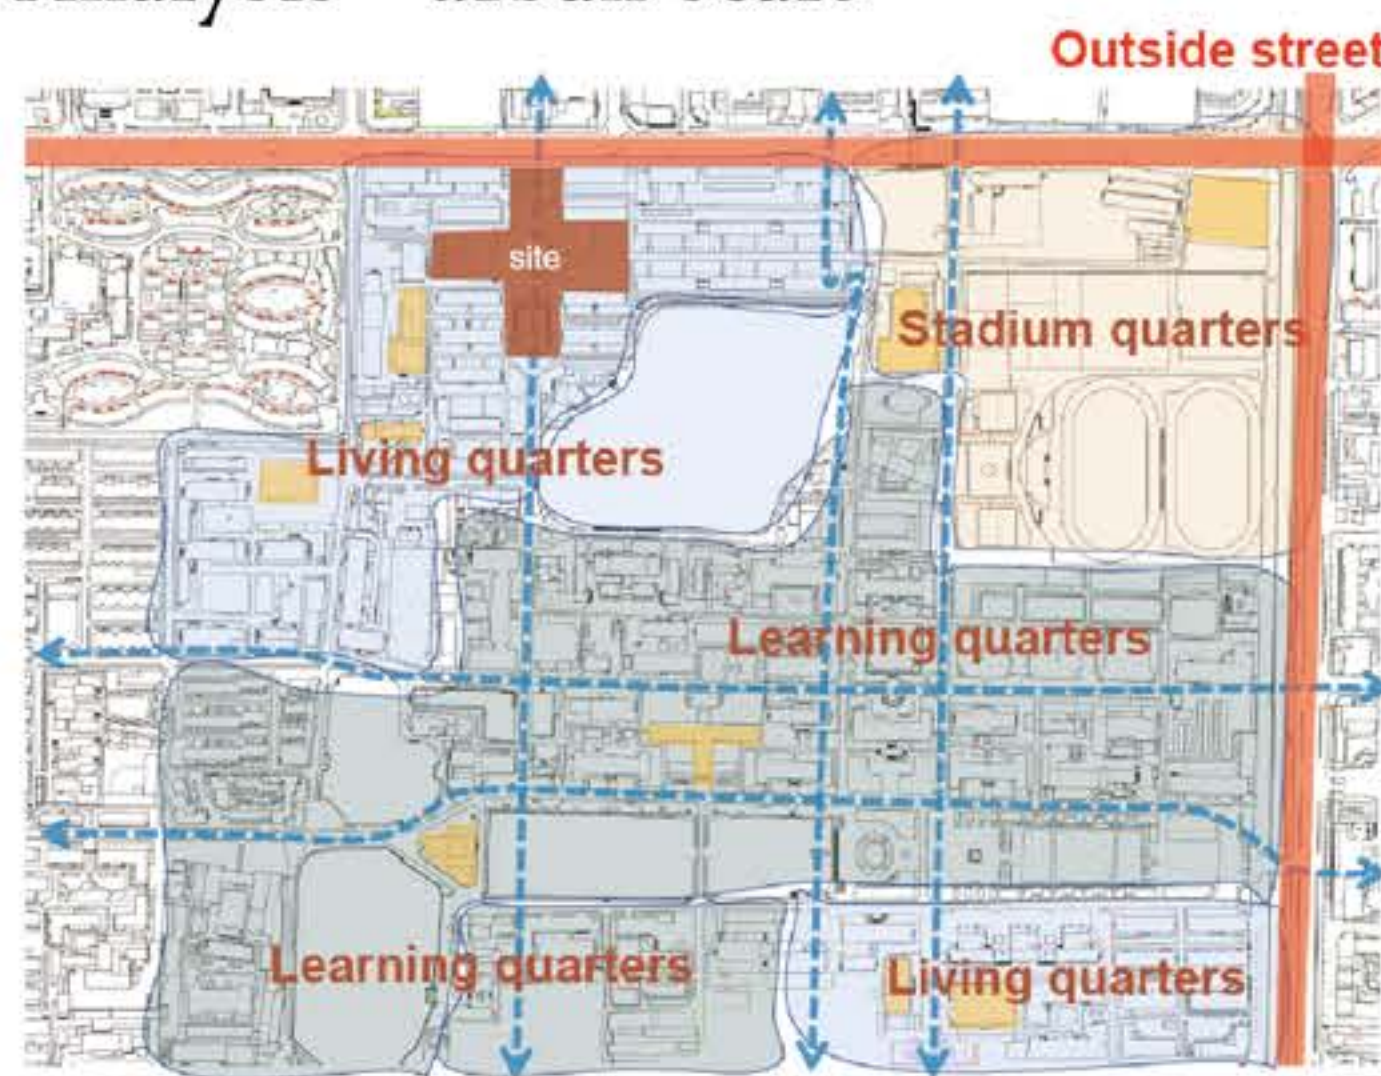 Outside street
site
Stadium quarters
Living quarters
Learning quarters
Learning quarters
Living quarters